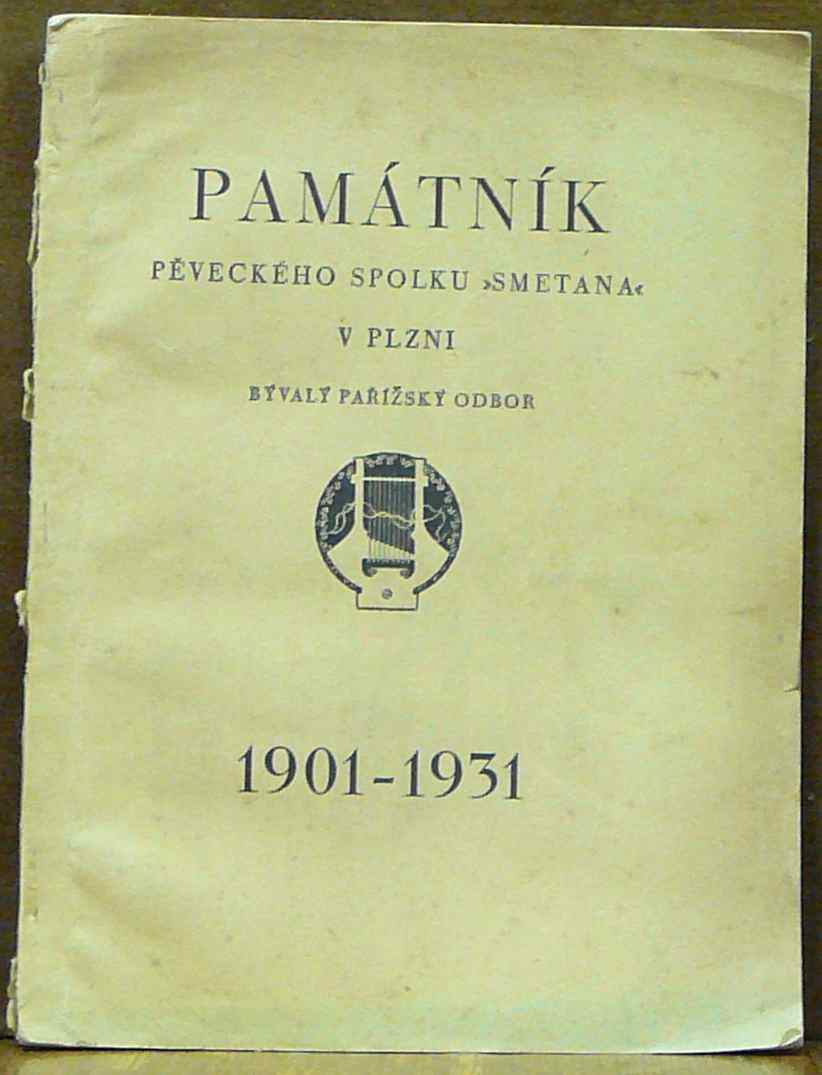 PAMÁTNÍK
PĚVECKÉHO SPOLKU »SMETANA«
V PLZNI
BÝVALÝ PAŘÍŽSKÝ ODBOR
1901-1931